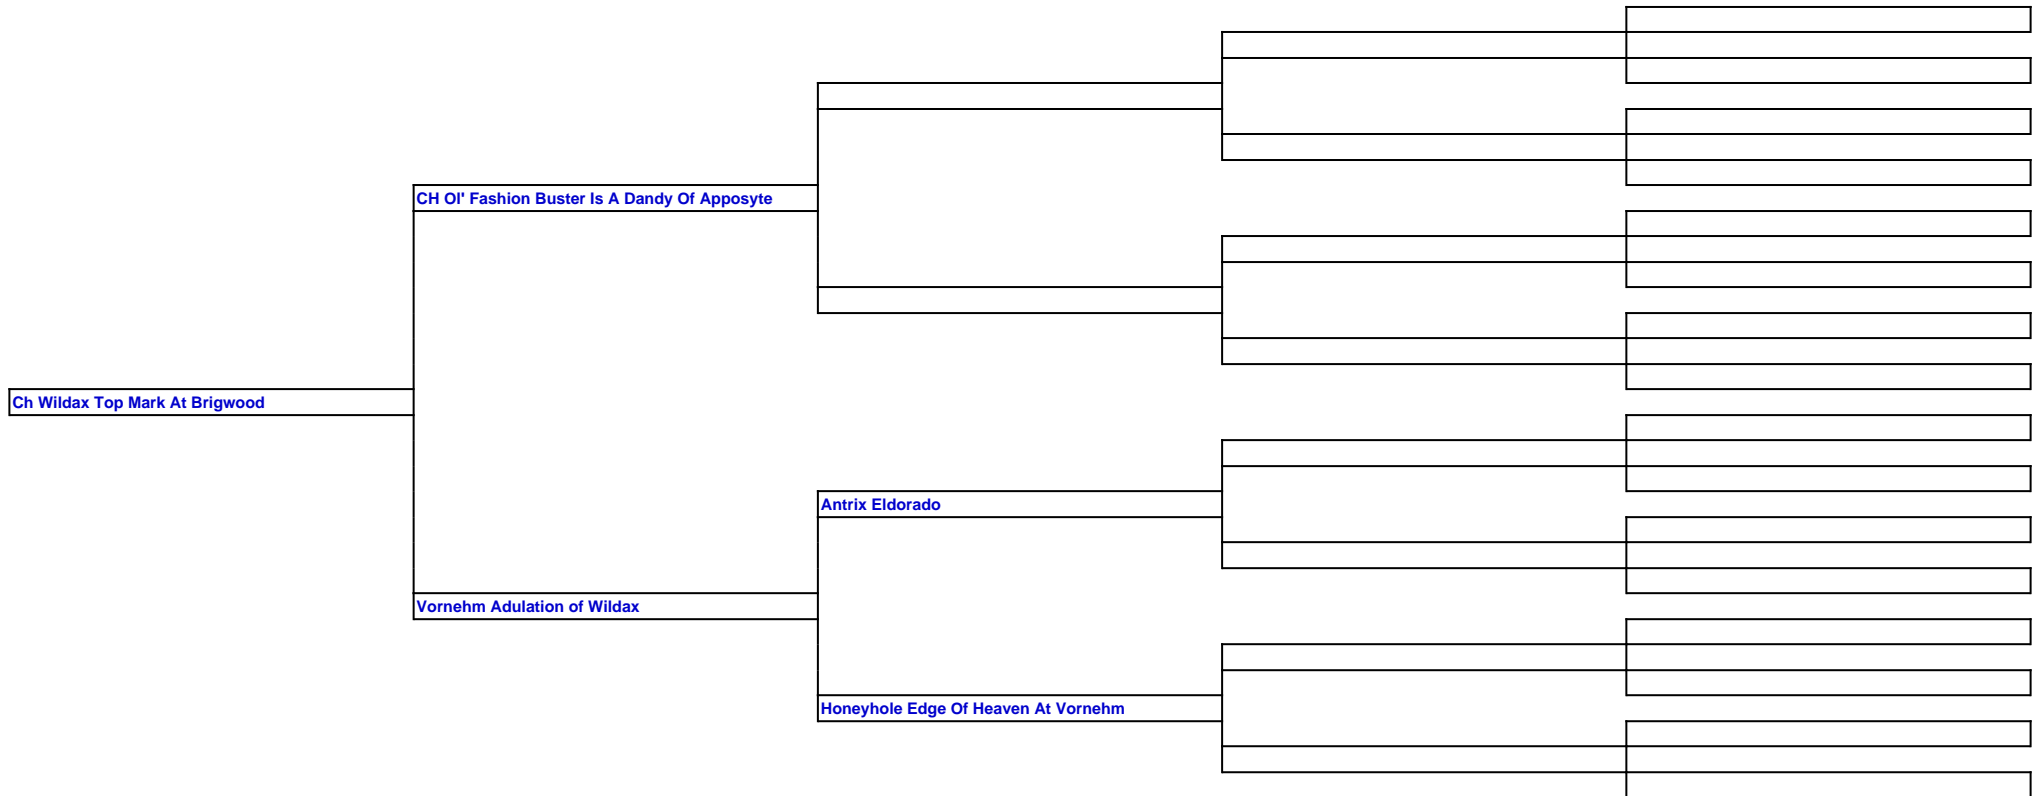 CH Ol' Fashion Buster Is A Dandy Of Apposyte
Ch Wildax Top Mark At Brigwood
Antrix Eldorado
Vornehm Adulation of Wildax
Honeyhole Edge Of Heaven At Vornehm